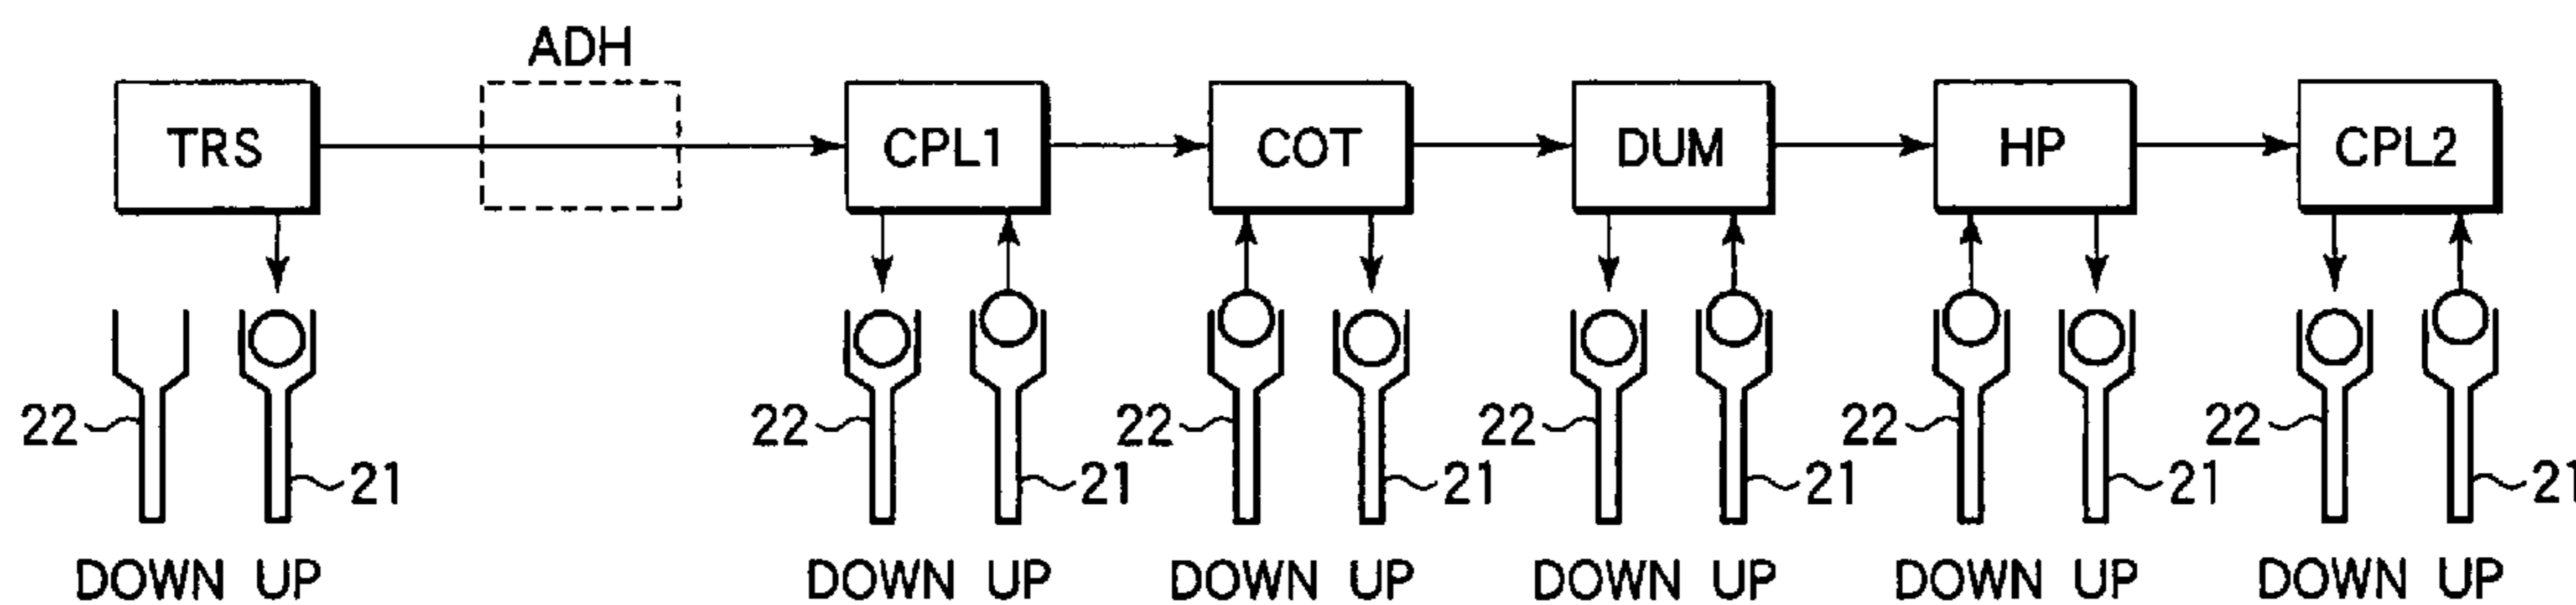 ADH
TRS CPL1 COT DUM HP CPL2
22 22 22 22 22 22
21 21 21 21 21 21
DOWN UP DOWN UP DOWN UP DOWN UP DOWN UP DOWN UP